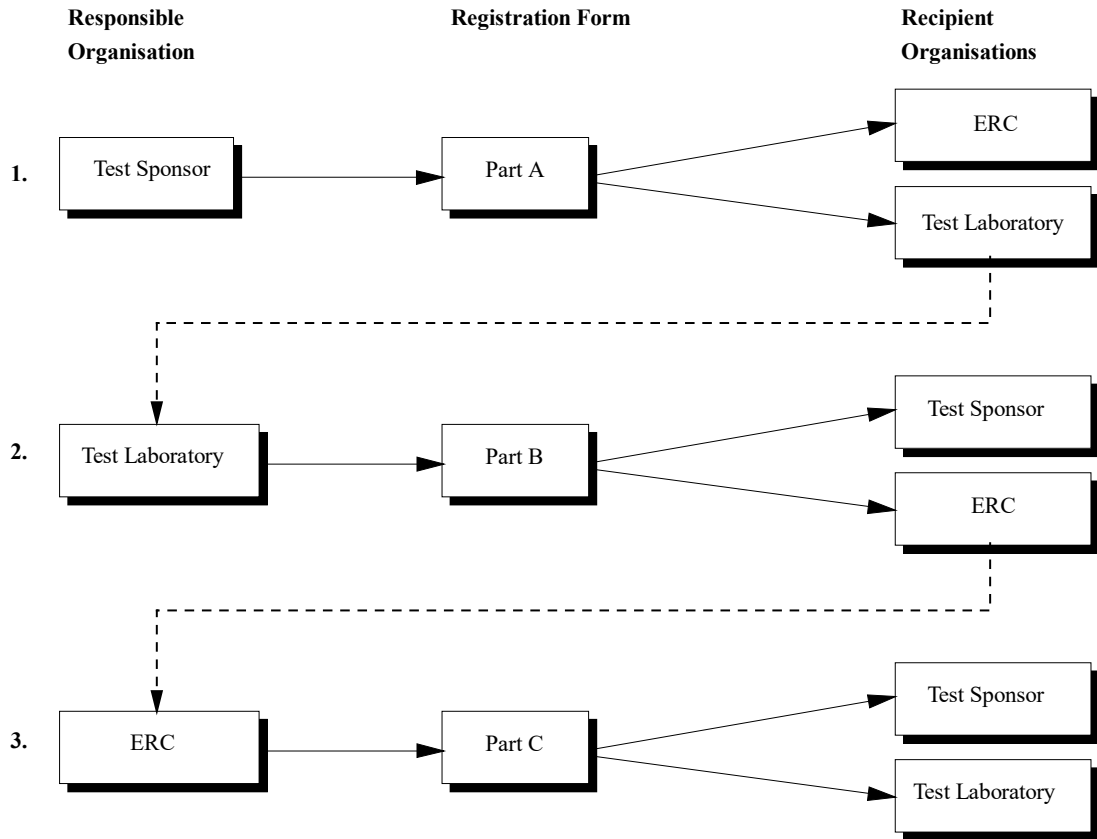 Responsible
Organisation
Registration Form
Recipient
Organisations
1.
Test Sponsor
Part A
ERC
Test Laboratory
2.
Test Laboratory
Part B
Test Sponsor
ERC
3.
ERC
Part C
Test Sponsor
Test Laboratory